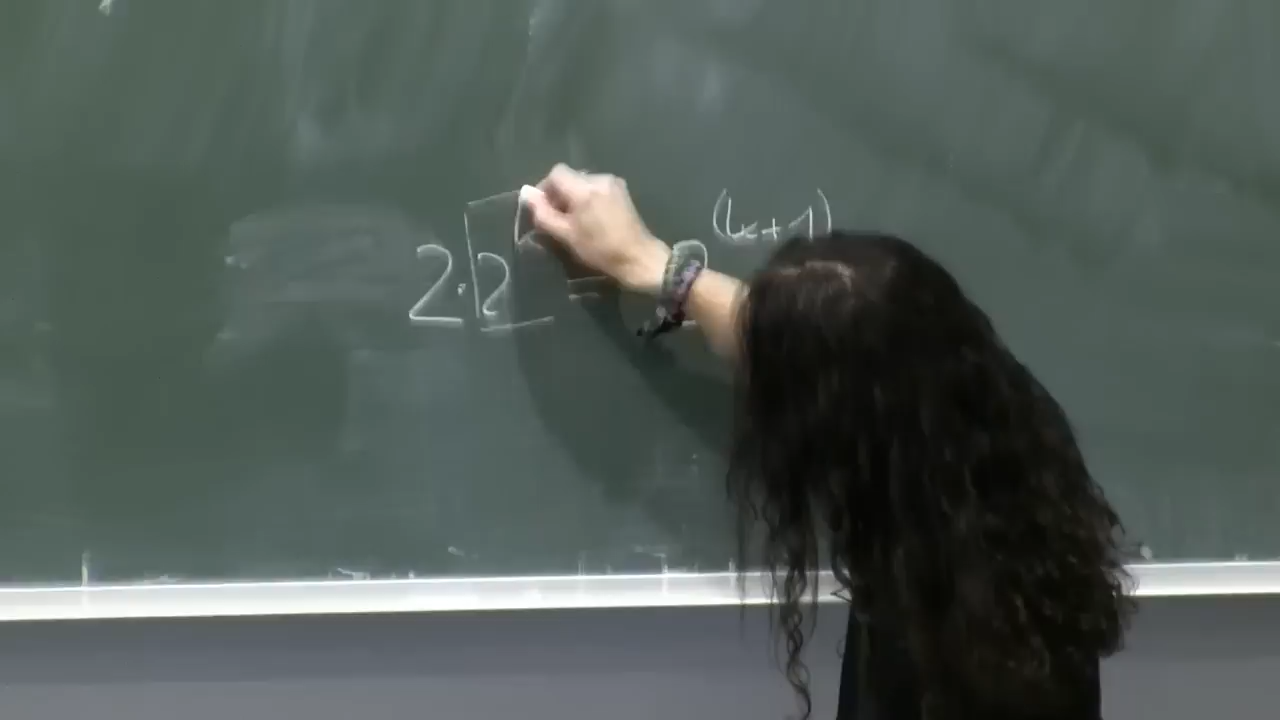 2·2 = (k+1)